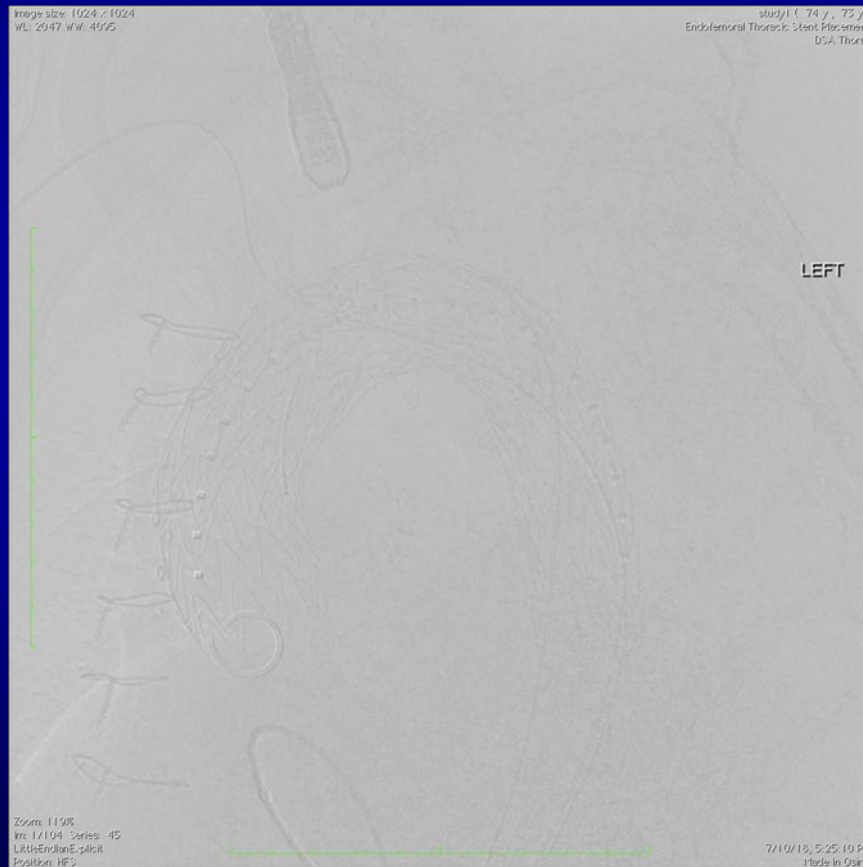 Image size: 1024 x 1024
WL: 2047 WW: 4095
study1 ( 74 y , 73 y
Endofemoral Thoracic Stent Placemen
DSA Thora
LEFT
Zoom: 119%
Im: 1/104 Series: 45
LittleEndianExplicit
Position: HFS
7/10/18, 5:25:10 P
Made In Osiri